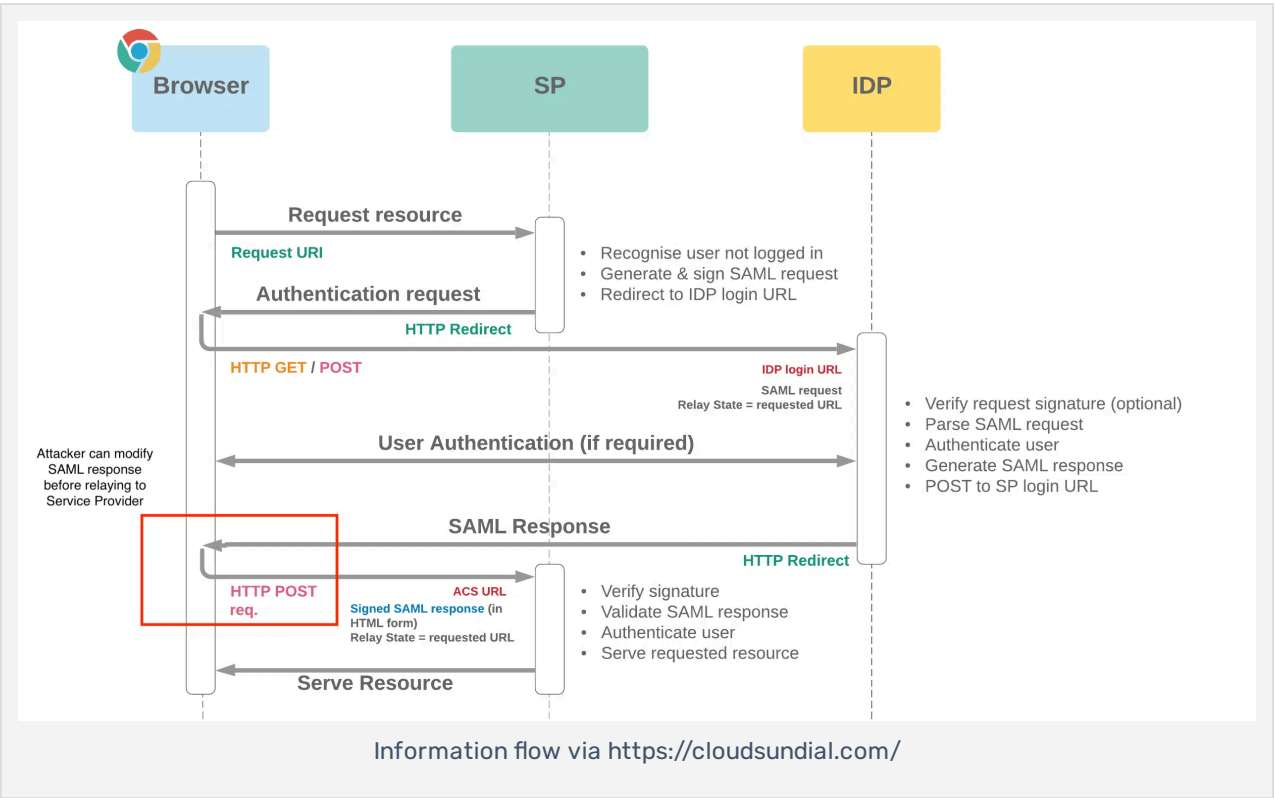 Browser
SP
IDP
Request resource
Request URI
• Recognise user not logged in
• Generate & sign SAML request
• Redirect to IDP login URL
Authentication request
HTTP Redirect
HTTP GET / POST
IDP login URL
SAML request
Relay State = requested URL
• Verify request signature (optional)
• Parse SAML request
• Authenticate user
• Generate SAML response
• POST to SP login URL
User Authentication (if required)
Attacker can modify
SAML response
before relaying to
Service Provider
SAML Response
HTTP Redirect
HTTP POST
req.
ACS URL
Signed SAML response (in
HTML form)
Relay State = requested URL
• Verify signature
• Validate SAML response
• Authenticate user
• Serve requested resource
Serve Resource
Information flow via https://cloudsundial.com/